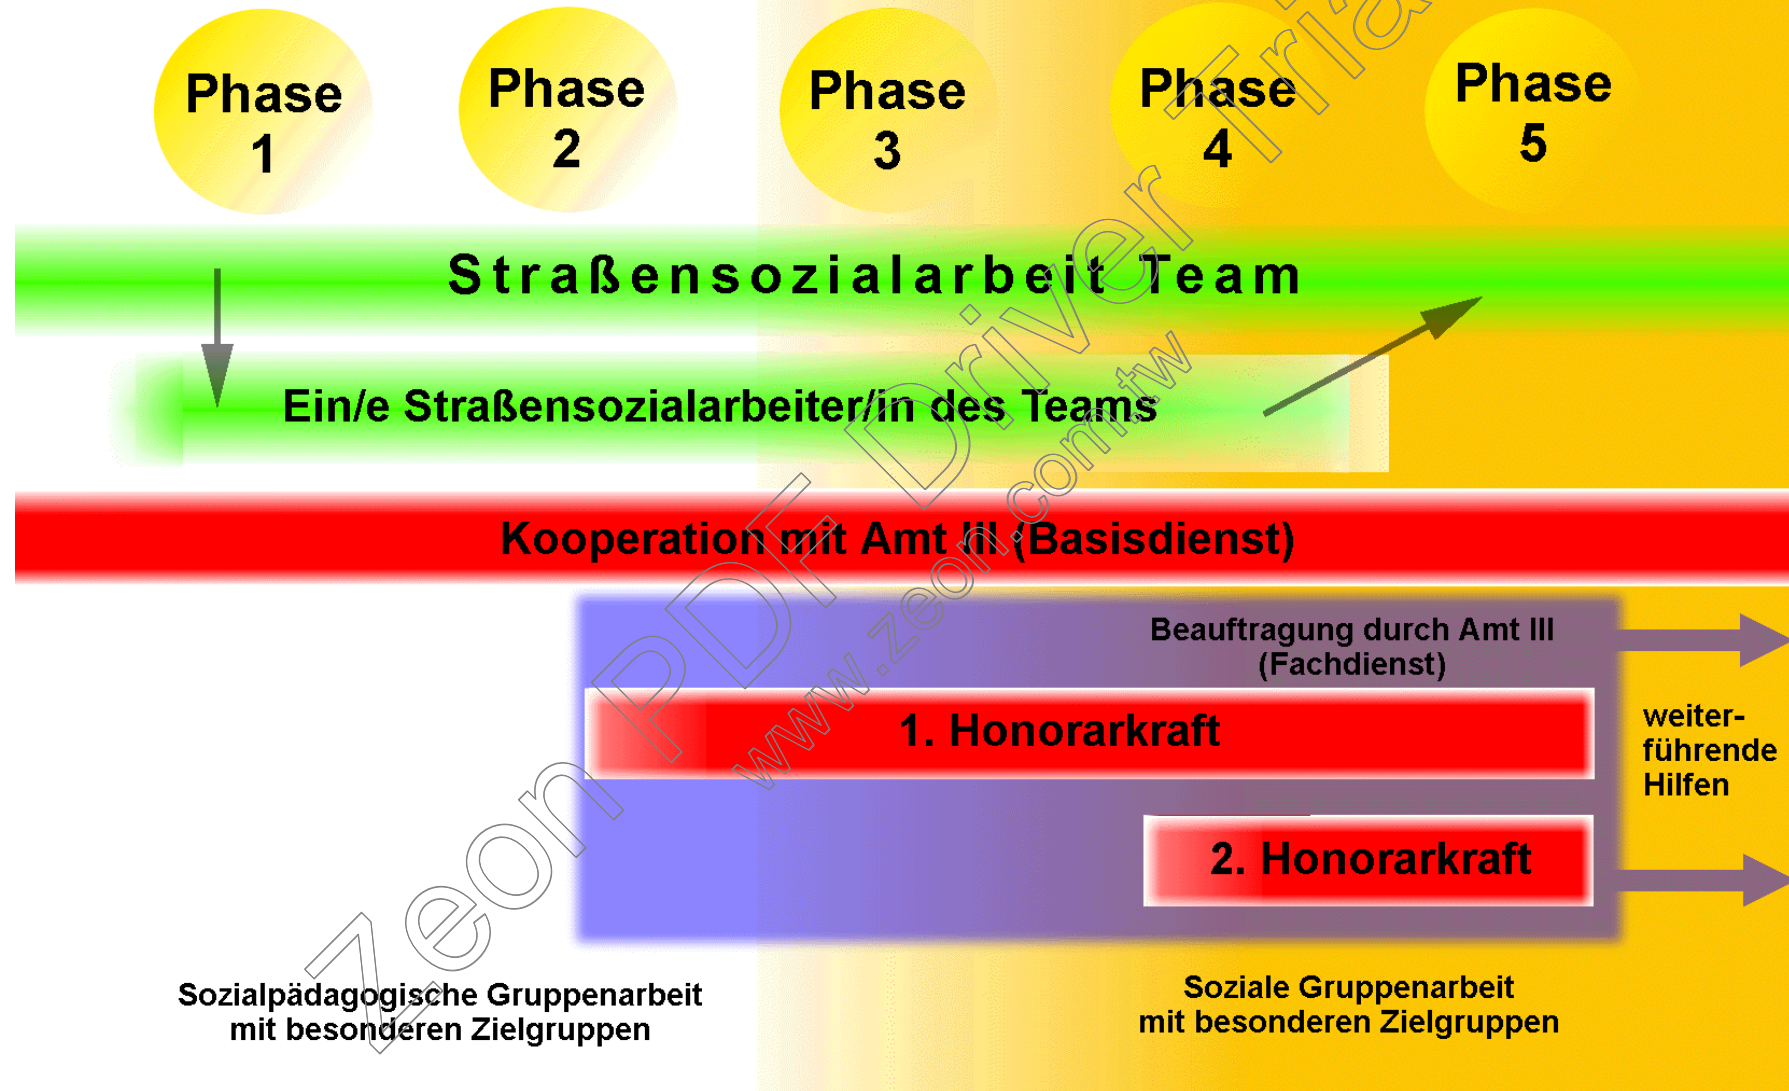 Phase
1
Phase
2
Phase
3
Phase
4
Phase
5
Straßensozialarbeit Team
Ein/e Straßensozialarbeiter/in des Teams
Kooperation mit Amt III (Basisdienst)
Beauftragung durch Amt III
(Fachdienst)
1. Honorarkraft
2. Honorarkraft
weiter-
führende
Hilfen
Sozialpädagogische Gruppenarbeit
mit besonderen Zielgruppen
Soziale Gruppenarbeit
mit besonderen Zielgruppen
Zeon PDF Driver Tria
www.zeon.com.tw